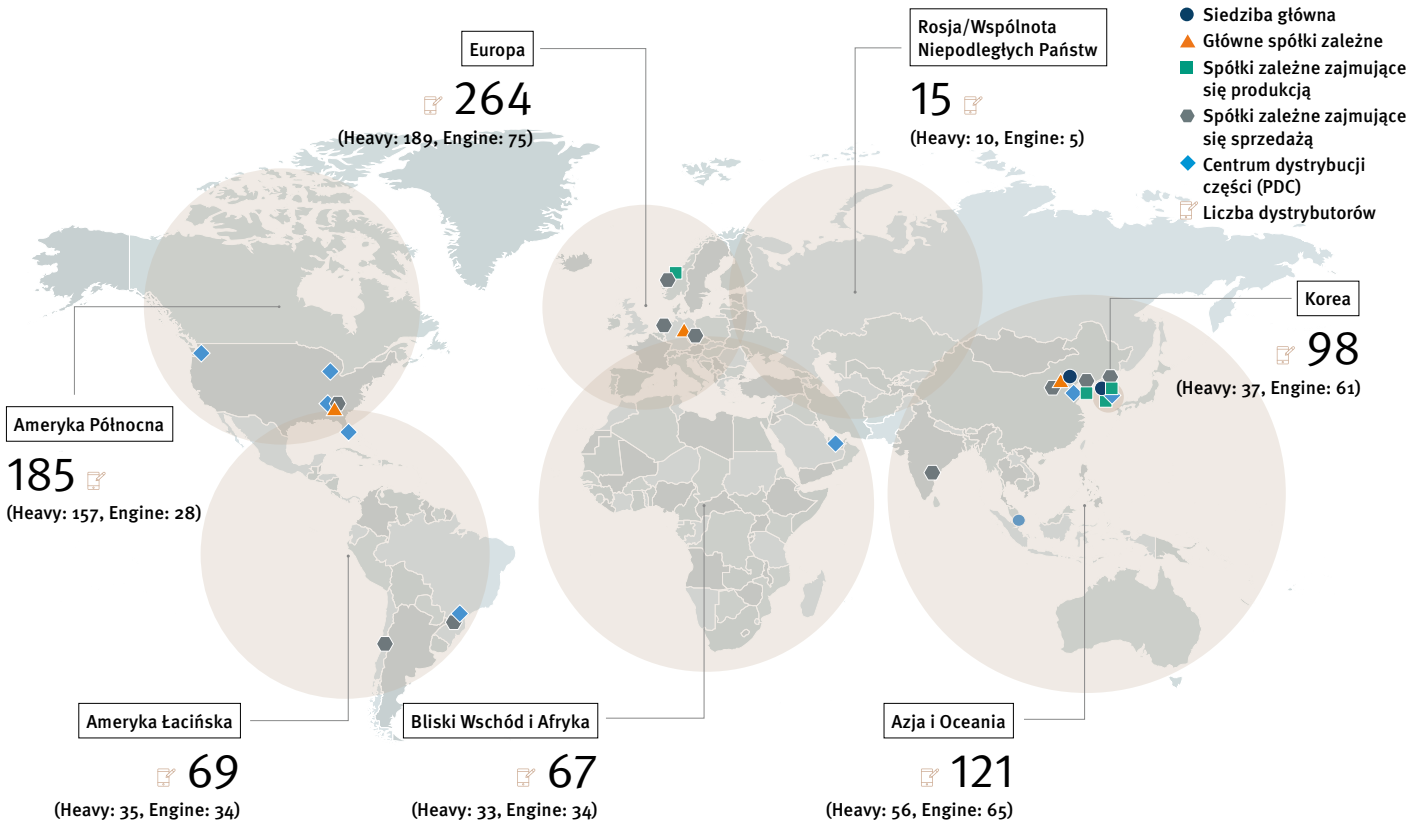 Europa
264
(Heavy: 189, Engine: 75)
Rosja/Wspólnota
Niepodległych Państw
15
(Heavy: 10, Engine: 5)
Siedziba główna
Główne spółki zależne
Spółki zależne zajmujące
się produkcją
Spółki zależne zajmujące
się sprzedażą
Centrum dystrybucji
części (PDC)
Liczba dystrybutorów
Korea
98
(Heavy: 37, Engine: 61)
Ameryka Północna
185
(Heavy: 157, Engine: 28)
Ameryka Łacińska
69
(Heavy: 35, Engine: 34)
Bliski Wschód i Afryka
67
(Heavy: 33, Engine: 34)
Azja i Oceania
121
(Heavy: 56, Engine: 65)